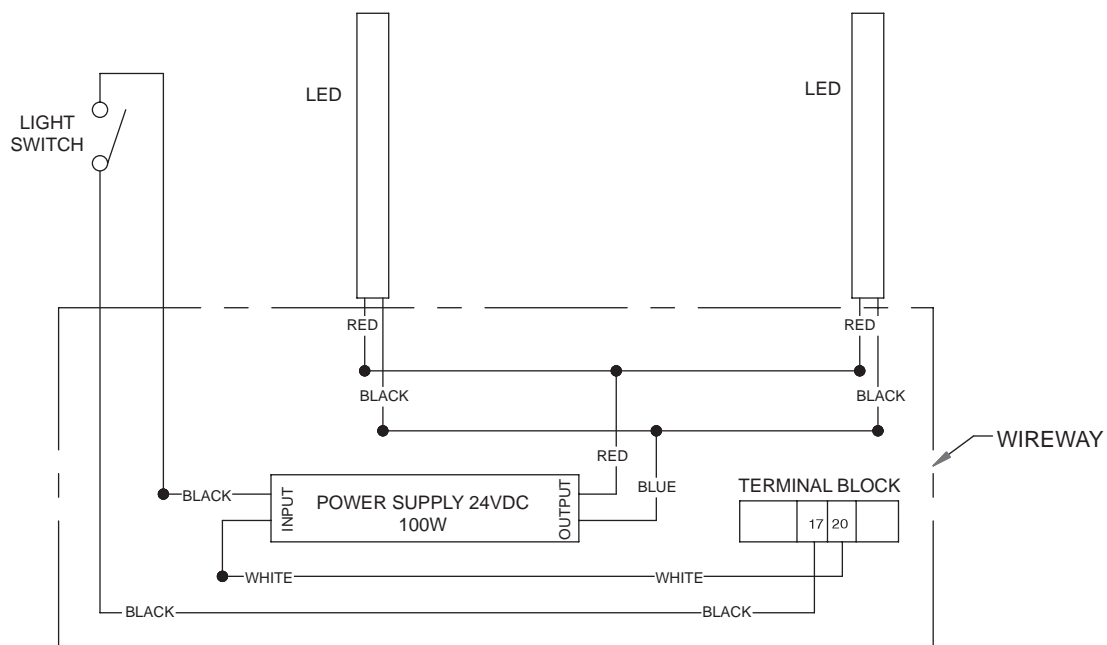 LED
LED
LIGHT
SWITCH
RED
RED
BLACK
BLACK
WIREWAY
RED
BLUE
BLACK
INPUT
POWER SUPPLY 24VDC
100W
OUTPUT
TERMINAL BLOCK
17 20
WHITE
WHITE
BLACK
BLACK